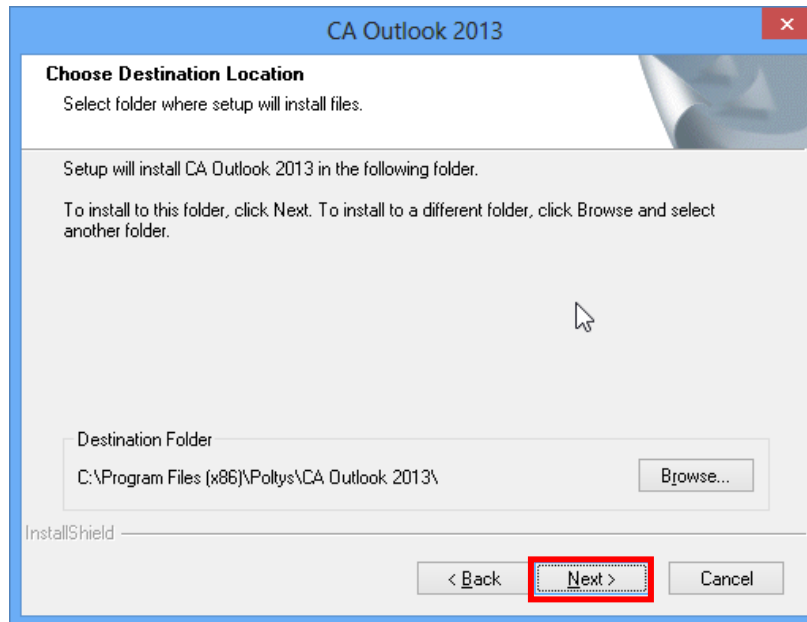 CA Outlook 2013
Choose Destination Location
Select folder where setup will install files.
Setup will install CA Outlook 2013 in the following folder.
To install to this folder, click Next. To install to a different folder, click Browse and select
another folder.
Destination Folder
C:\Program Files (x86)\Poltys\CA Outlook 2013\
Browse...
InstallShield
< Back
Next >
Cancel